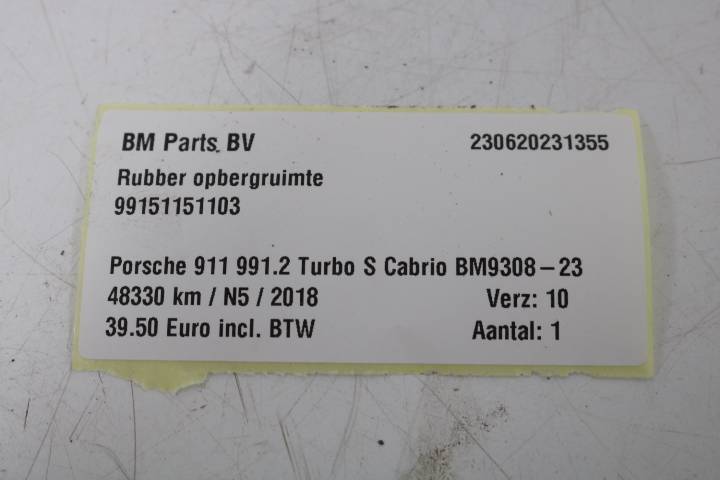 BM Parts BV 230620231355
Rubber opbergruimte
99151151103
Porsche 911 991.2 Turbo S Cabrio BM9308-23
48330 km / N5 / 2018 Verz: 10
39.50 Euro incl. BTW Aantal: 1